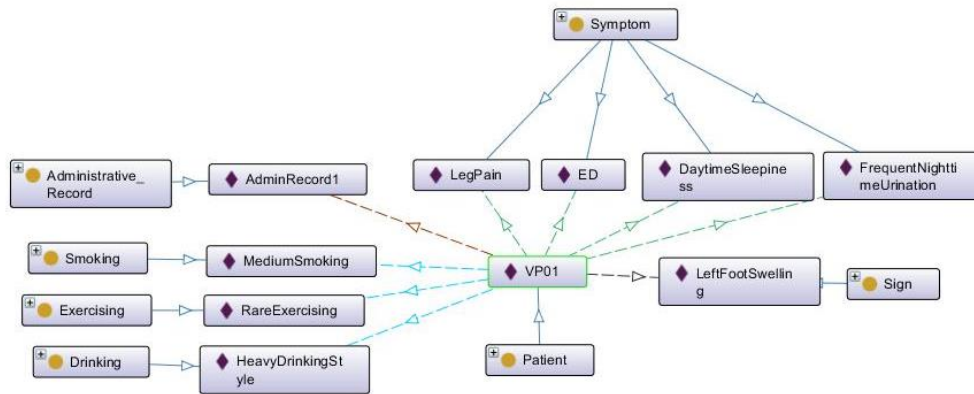 Symptom
Administrative_
Record
AdminRecord1
LegPain
ED
DaytimeSleepine
ss
FrequentNightti
meUrination
Smoking
MediumSmoking
VP01
LeftFootSwellin
g
Sign
Exercising
RareExercising
Drinking
HeavyDrinkingSt
yle
Patient